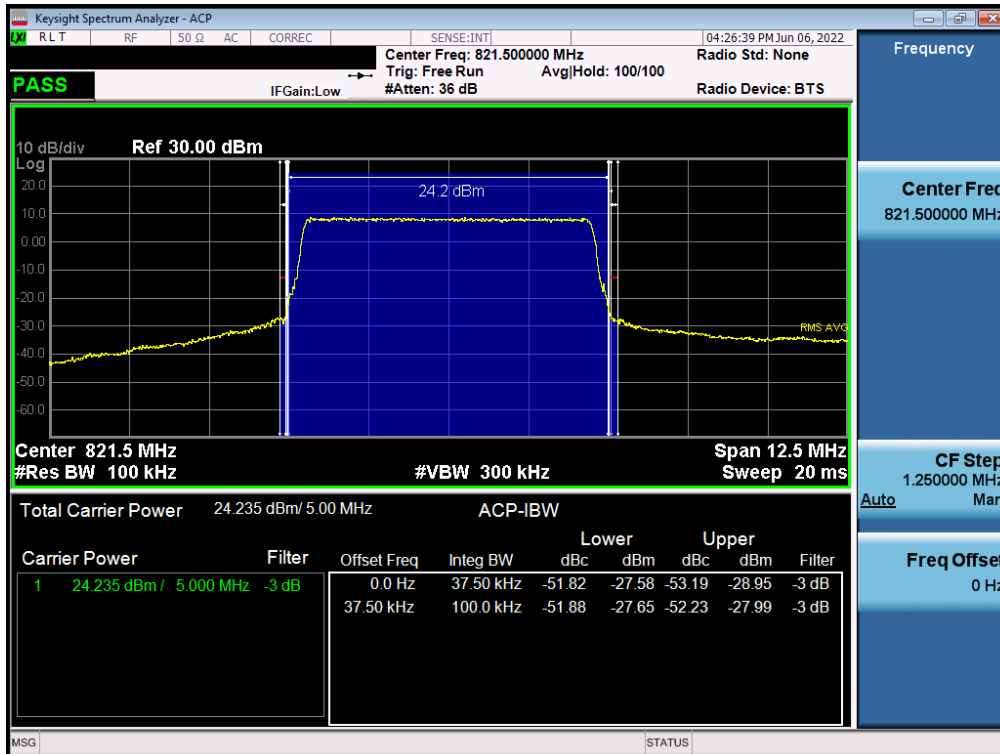 Keysight Spectrum Analyzer - ACP
LXI RLT RF 50 Ω AC CORREC SENSE:INT 04:26:39 PM Jun 06, 2022
Center Freq: 821.500000 MHz Radio Std: None
Trig: Free Run Avg|Hold: 100/100
PASS IFGain:Low #Atten: 36 dB Radio Device: BTS
10 dB/div Ref 30.00 dBm
Log
20.0
24.2 dBm
10.0
0.00
-10.0
-20.0
-30.0
RMS AVG
-40.0
-50.0
-60.0
Center 821.5 MHz Span 12.5 MHz
#Res BW 100 kHz #VBW 300 kHz Sweep 20 ms
Total Carrier Power 24.235 dBm/ 5.00 MHz ACP-IBW
Lower Upper
Carrier Power Filter Offset Freq Integ BW dBc dBm dBc dBm Filter
1 24.235 dBm / 5.000 MHz -3 dB 0.0 Hz 37.50 kHz -51.82 -27.58 -53.19 -28.95 -3 dB
37.50 kHz 100.0 kHz -51.88 -27.65 -52.23 -27.99 -3 dB
MSG STATUS
Frequency
Center Freq
821.500000 MHz
CF Step
1.250000 MHz
Auto Man
Freq Offset
0 Hz